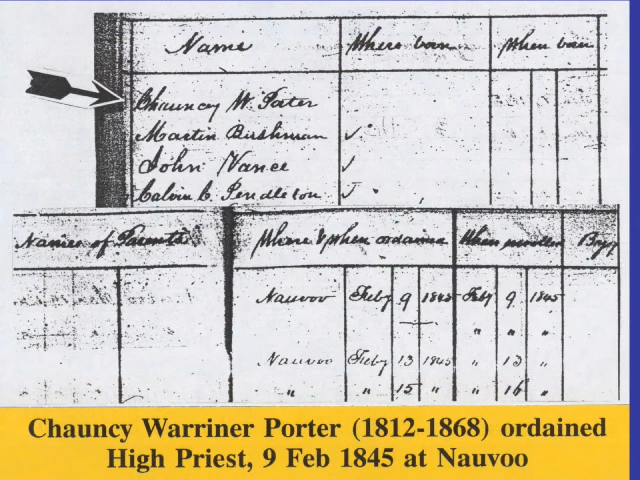 Name Where born When born
Chauncey W. Porter
Martin Bushman
John Vance
Calvin C. Pendleton
Names of Parents Where & when ordained When enrolled
Nauvoo Feby 9 1845 Feby 9 1845
" " "
Nauvoo Feby 13 1845 " 13 "
" " 15 " " 16 "
Chauncy Warriner Porter (1812-1868) ordained
High Priest, 9 Feb 1845 at Nauvoo